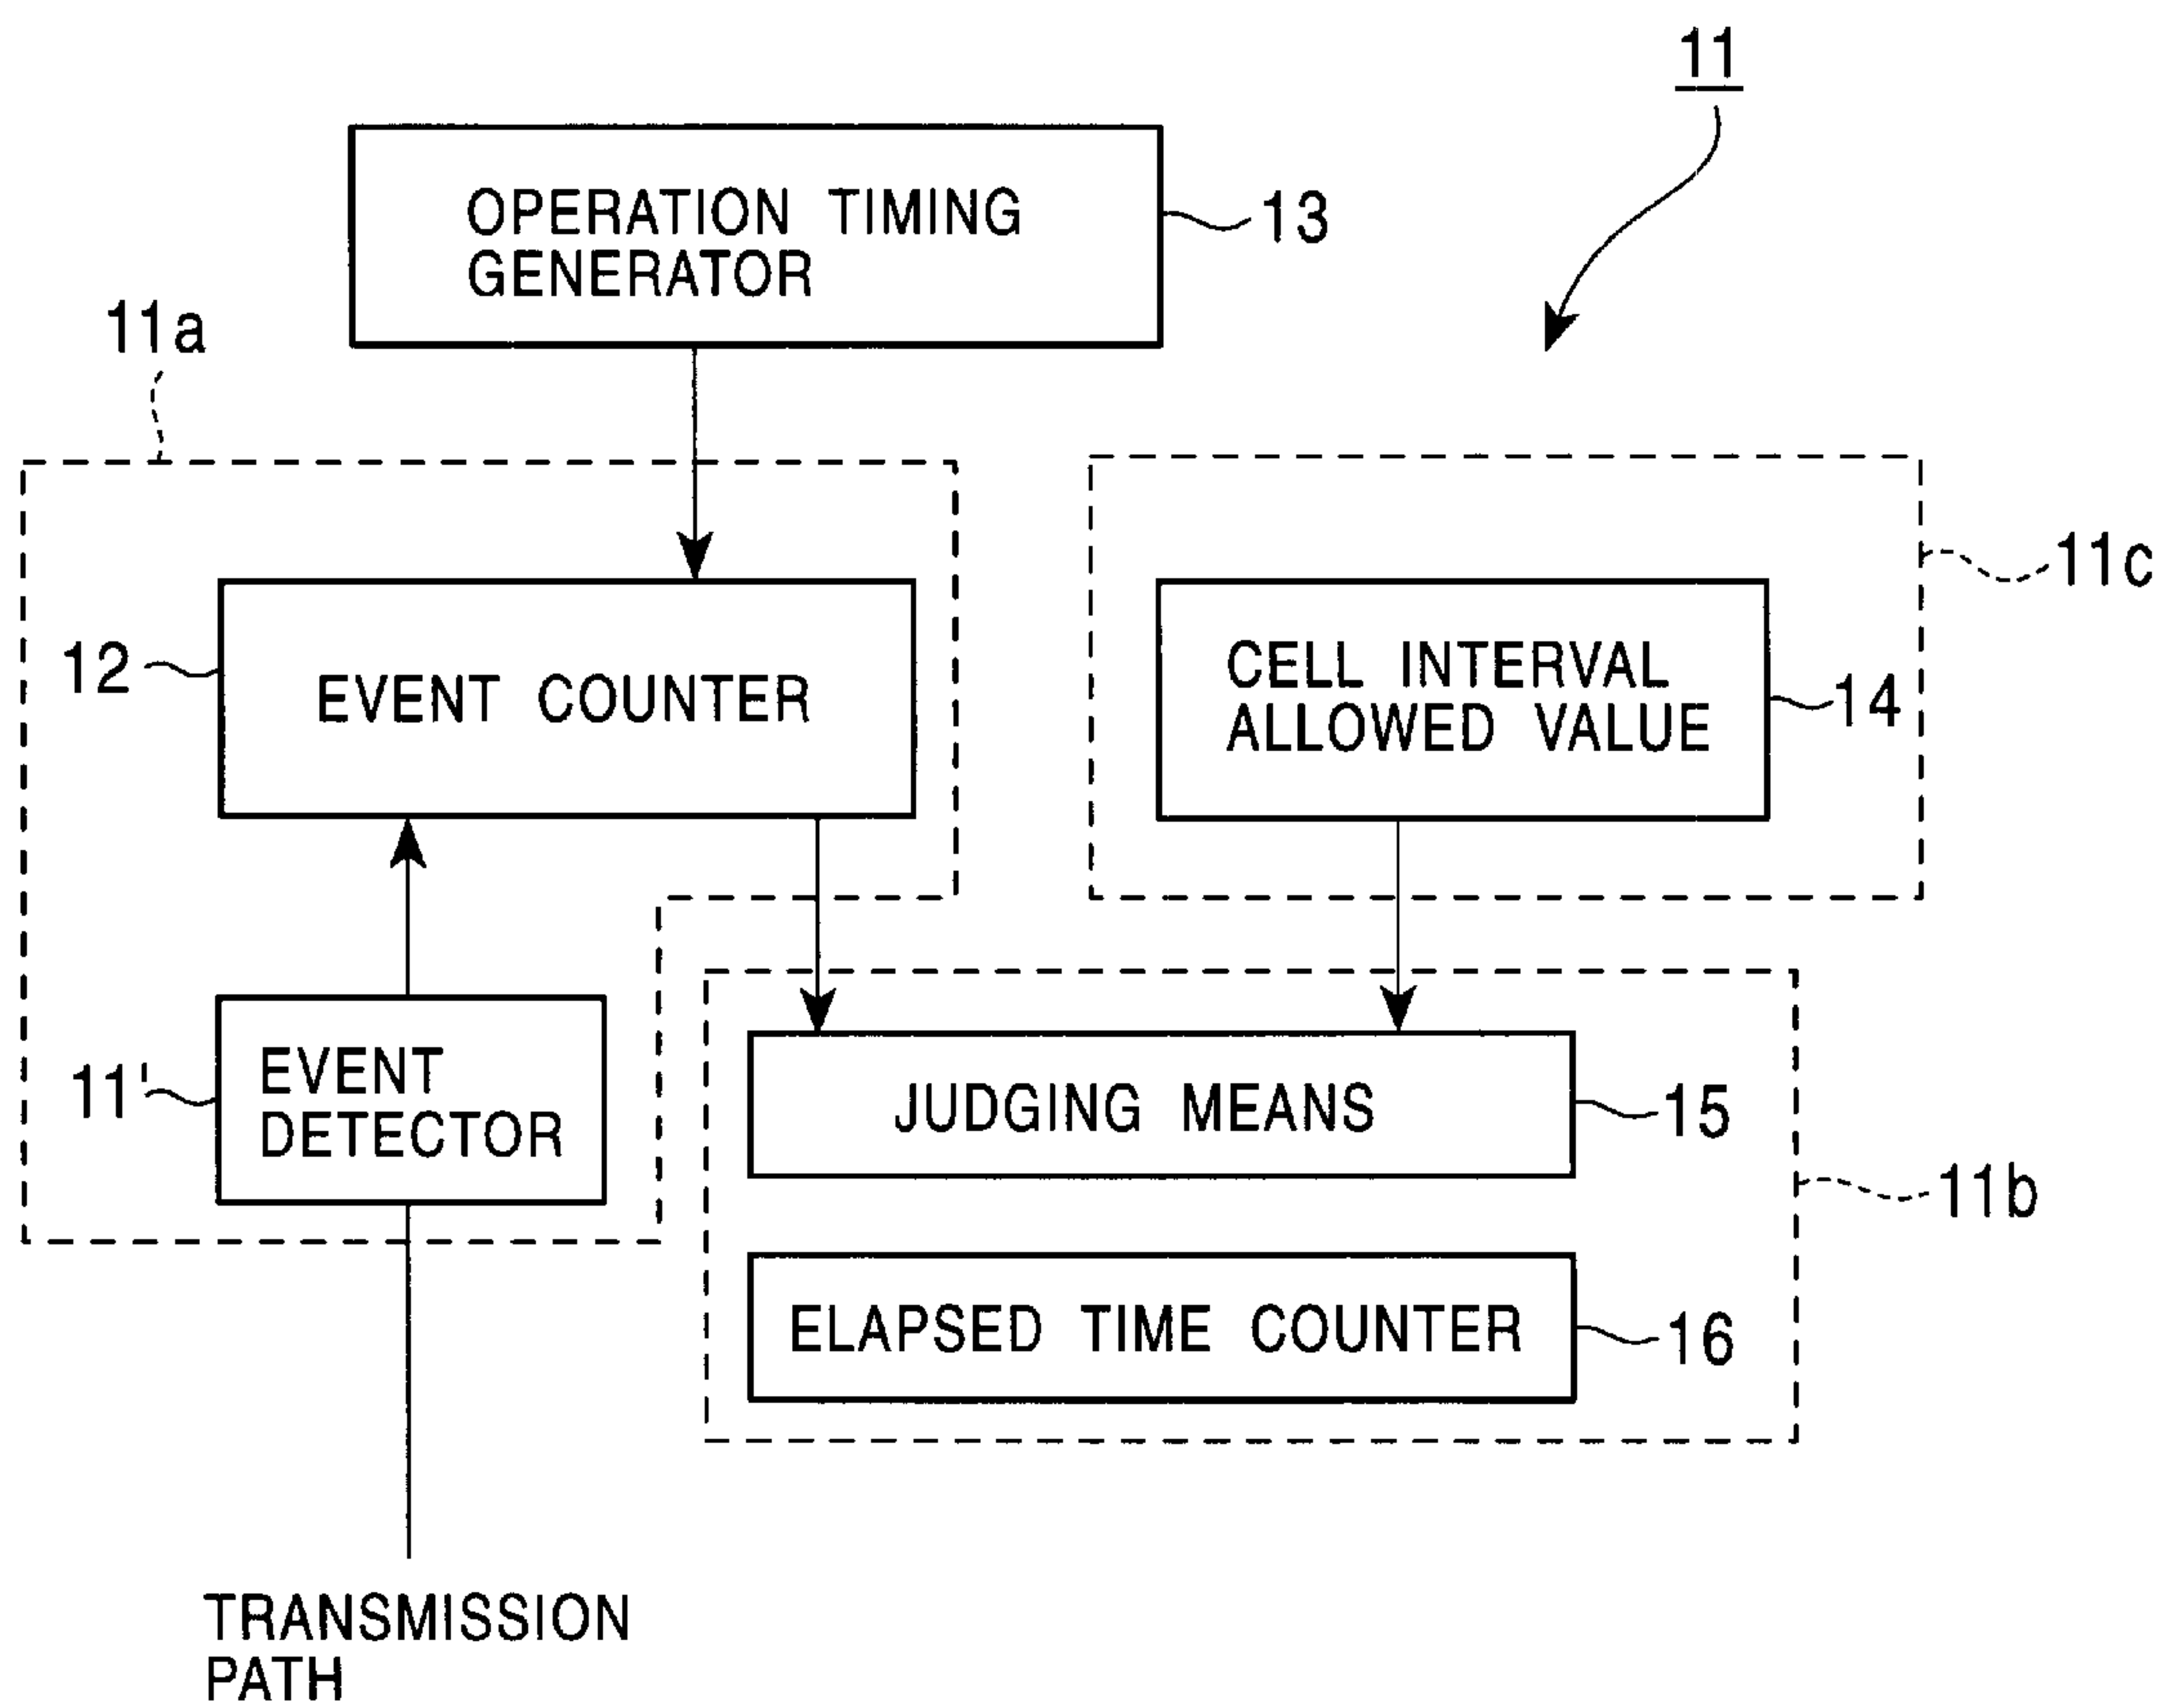 11
OPERATION TIMING
GENERATOR
13
11a
11c
12
EVENT COUNTER
CELL INTERVAL
ALLOWED VALUE
14
11'
EVENT
DETECTOR
JUDGING MEANS
15
11b
ELAPSED TIME COUNTER
16
TRANSMISSION
PATH